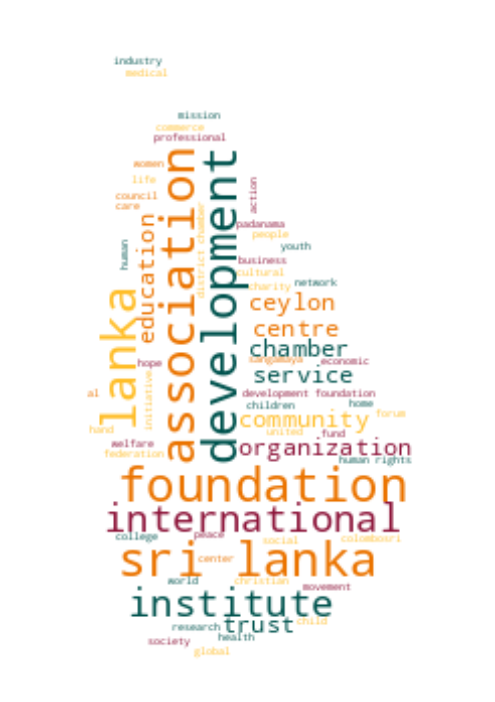 industry
medical
mission
commerce
professional
association
development
women
life
action
council
care
district chamber
education
padanama
people
human
youth
business
cultural
charity
network
lanka
ceylon
centre
chamber
sangamaya
economic
hope
service
initiative
al
development foundation
children
home
community
forum
hand
united
fund
welfare
organization
federation
human rights
foundation
international
college
peace
social
colombosri
sri lanka
center
world
christian
movement
institute
research
trust
child
society
health
global